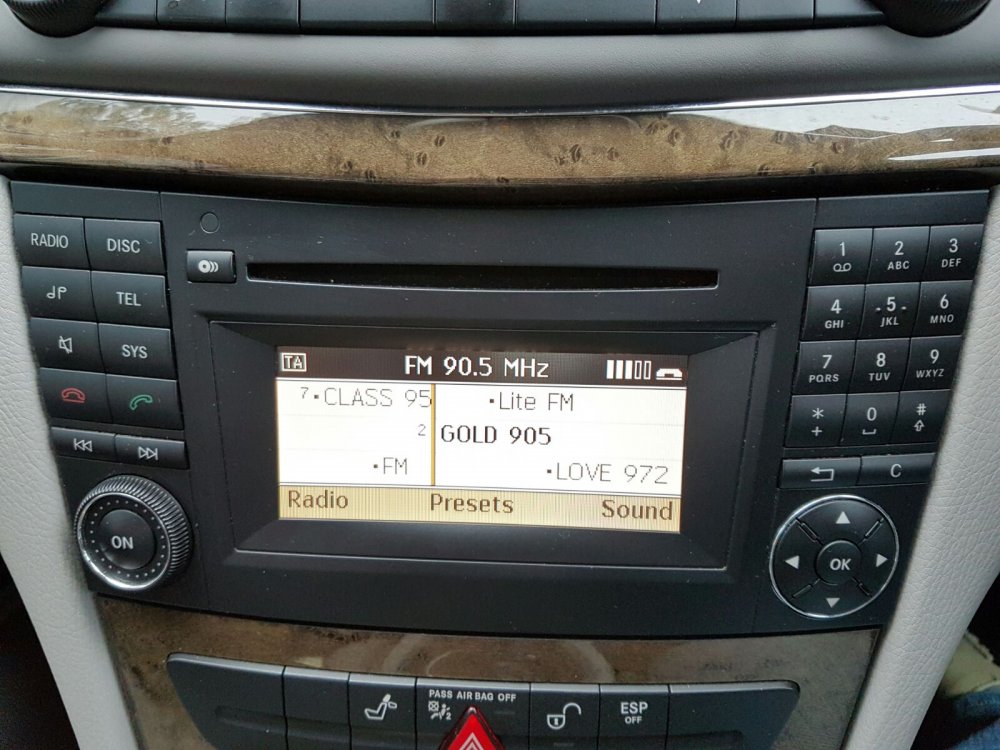 RADIO DISC
TEL
SYS
TA FM 90.5 MHz
7 CLASS 95 Lite FM
2 GOLD 905
FM LOVE 972
Radio Presets Sound
ON
1 2 ABC 3 DEF
4 GHI 5 JKL 6 MNO
7 PQRS 8 TUV 9 WXYZ
* + 0 #
C
OK
PASS AIR BAG OFF
2
ESP
OFF